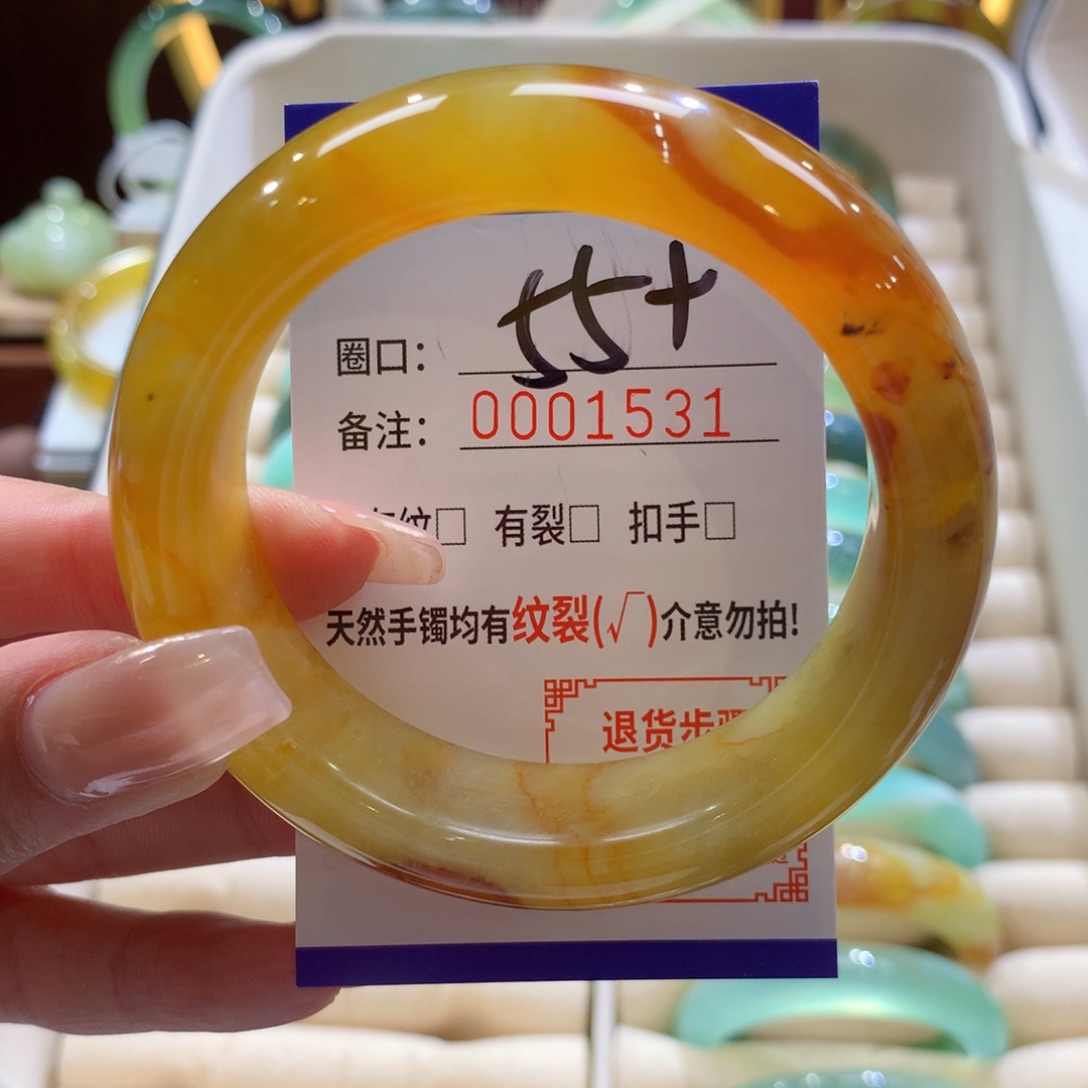 圈口： 55+
备注： 0001531
纹□ 有裂□ 扣手□
天然手镯均有纹裂(√)介意勿拍!
退货步骤